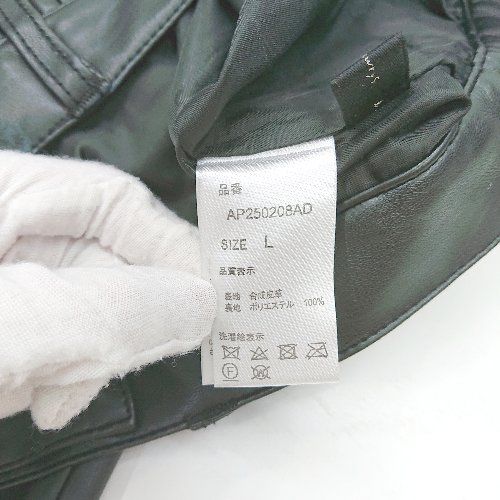 品番
AP250208AD
SIZE L
品質表示
表地 合成皮革
裏地 ポリエステル 100%
洗濯絵表示
F W